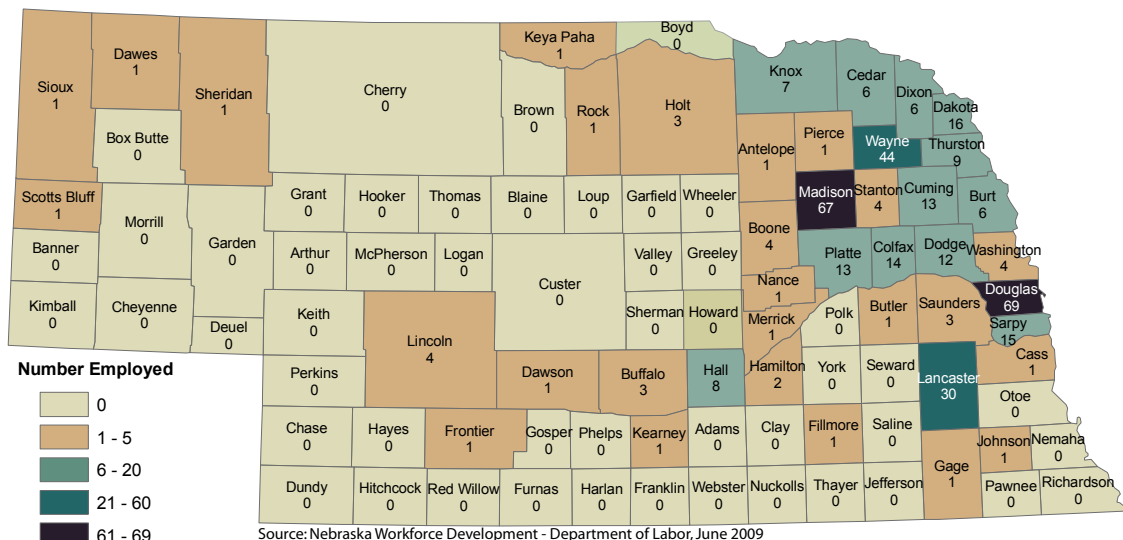 Boyd
0
Keya Paha
1
Dawes
1
Sioux
1
Sheridan
1
Cherry
0
Brown
0
Rock
1
Holt
3
Knox
7
Cedar
6
Dixon
6
Dakota
16
Box Butte
0
Antelope
1
Pierce
1
Wayne
44
Thurston
9
Scotts Bluff
1
Morrill
0
Garden
0
Grant
0
Hooker
0
Thomas
0
Blaine
0
Loup
0
Garfield
0
Wheeler
0
Madison
67
Stanton
4
Cuming
13
Burt
6
Banner
0
Arthur
0
McPherson
0
Logan
0
Custer
0
Valley
0
Greeley
0
Boone
4
Platte
13
Colfax
14
Dodge
12
Washington
4
Kimball
0
Cheyenne
0
Deuel
0
Keith
0
Lincoln
4
Sherman
0
Howard
0
Nance
1
Merrick
1
Polk
0
Butler
1
Saunders
3
Douglas
69
Sarpy
15
Perkins
0
Dawson
1
Buffalo
3
Hall
8
Hamilton
2
York
0
Seward
0
Lancaster
30
Cass
1
Otoe
0
Chase
0
Hayes
0
Frontier
1
Gosper
0
Phelps
0
Kearney
1
Adams
0
Clay
0
Fillmore
1
Saline
0
Gage
1
Johnson
1
Nemaha
0
Dundy
0
Hitchcock
0
Red Willow
0
Furnas
0
Harlan
0
Franklin
0
Webster
0
Nuckolls
0
Thayer
0
Jefferson
0
Pawnee
0
Richardson
0
Number Employed
0
1 - 5
6 - 20
21 - 60
61 - 69
Source: Nebraska Workforce Development - Department of Labor, June 2009